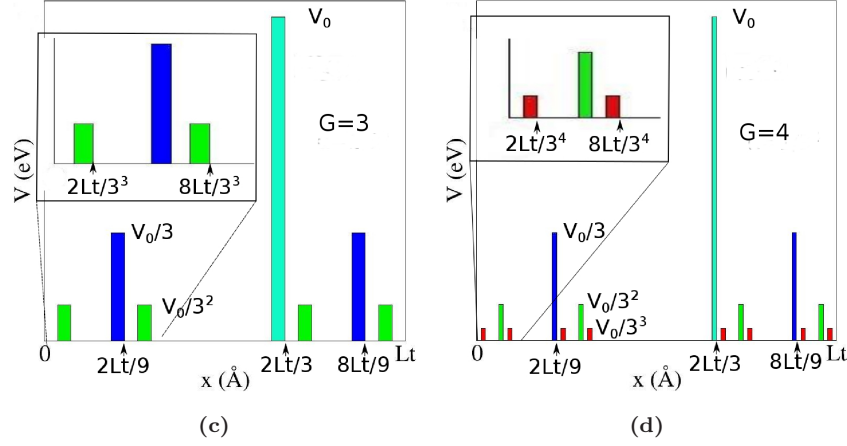 V₀
G=3
2Lt/3³
8Lt/3³
V (eV)
V₀/3
V₀/3²
0
2Lt/9
2Lt/3
8Lt/9
Lt
x (Å)
(c)
V₀
G=4
2Lt/3⁴
8Lt/3⁴
V (eV)
V₀/3
V₀/3²
V₀/3³
0
2Lt/9
2Lt/3
8Lt/9
Lt
x (Å)
(d)